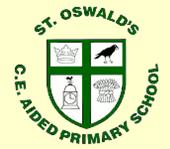 ST. OSWALD'S
C.E. AIDED PRIMARY SCHOOL